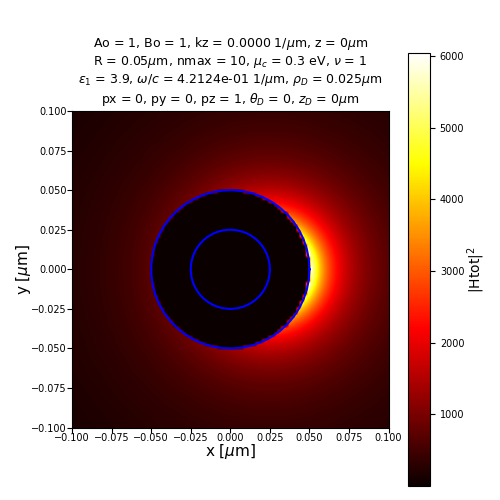 Ao = 1, Bo = 1, kz = 0.0000 1/μm, z = 0μm
R = 0.05μm, nmax = 10, μ_c = 0.3 eV, ν = 1
ε₁ = 3.9, ω/c = 4.2124e-01 1/μm, ρ_D = 0.025μm
px = 0, py = 0, pz = 1, θ_D = 0, z_D = 0μm
0.100
0.075
0.050
0.025
0.000
−0.025
−0.050
−0.075
−0.100
y [μm]
−0.100 −0.075 −0.050 −0.025 0.000 0.025 0.050 0.075 0.100
x [μm]
6000
5000
4000
3000
2000
1000
|Htot|²